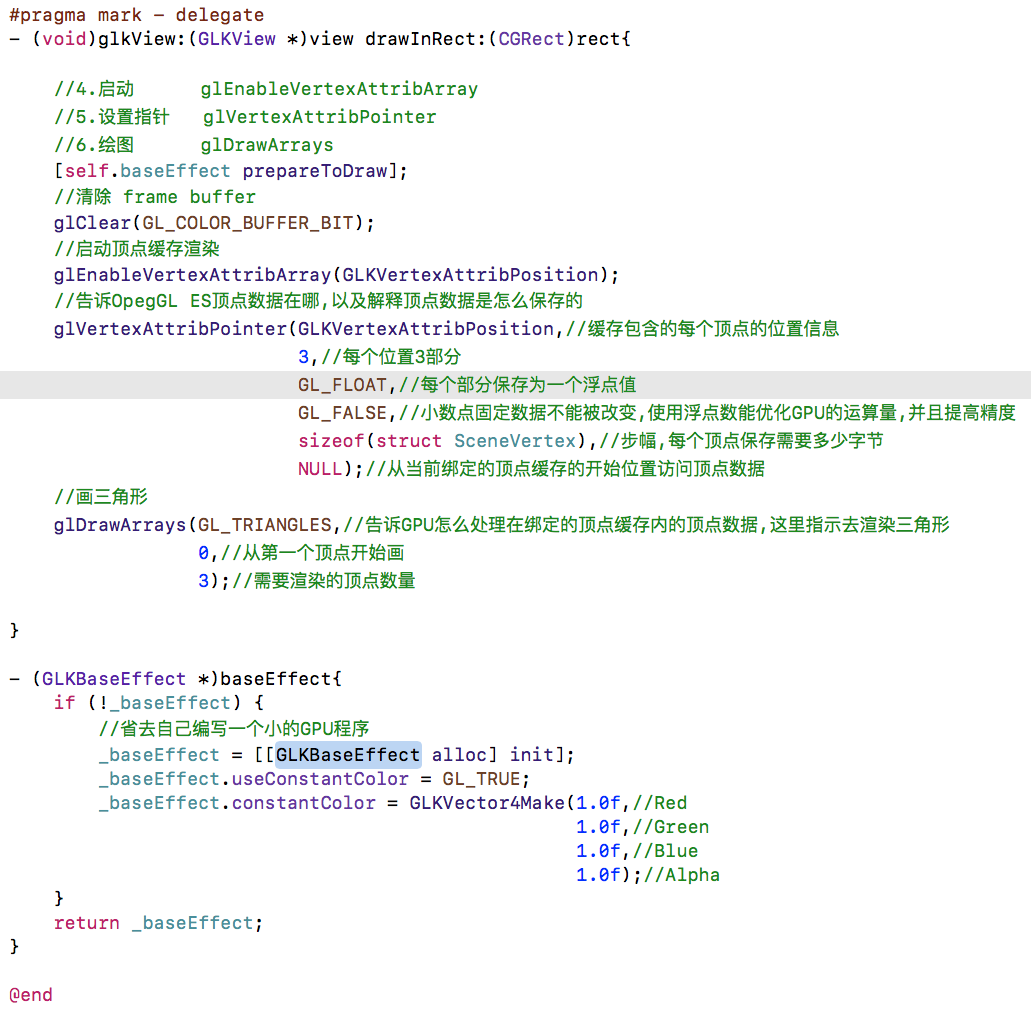 #pragma mark - delegate
- (void)glkView:(GLKView *)view drawInRect:(CGRect)rect{
//4.启动 glEnableVertexAttribArray
//5.设置指针 glVertexAttribPointer
//6.绘图 glDrawArrays
[self.baseEffect prepareToDraw];
//清除 frame buffer
glClear(GL_COLOR_BUFFER_BIT);
//启动顶点缓存渲染
glEnableVertexAttribArray(GLKVertexAttribPosition);
//告诉OpegGL ES顶点数据在哪,以及解释顶点数据是怎么保存的
glVertexAttribPointer(GLKVertexAttribPosition,//缓存包含的每个顶点的位置信息
3,//每个位置3部分
GL_FLOAT,//每个部分保存为一个浮点值
GL_FALSE,//小数点固定数据不能被改变,使用浮点数能优化GPU的运算量,并且提高精度
sizeof(struct SceneVertex),//步幅,每个顶点保存需要多少字节
NULL);//从当前绑定的顶点缓存的开始位置访问顶点数据
//画三角形
glDrawArrays(GL_TRIANGLES,//告诉GPU怎么处理在绑定的顶点缓存内的顶点数据,这里指示去渲染三角形
0,//从第一个顶点开始画
3);//需要渲染的顶点数量
}
- (GLKBaseEffect *)baseEffect{
if (!_baseEffect) {
//省去自己编写一个小的GPU程序
_baseEffect = [[GLKBaseEffect alloc] init];
_baseEffect.useConstantColor = GL_TRUE;
_baseEffect.constantColor = GLKVector4Make(1.0f,//Red
1.0f,//Green
1.0f,//Blue
1.0f);//Alpha
}
return _baseEffect;
}
@end